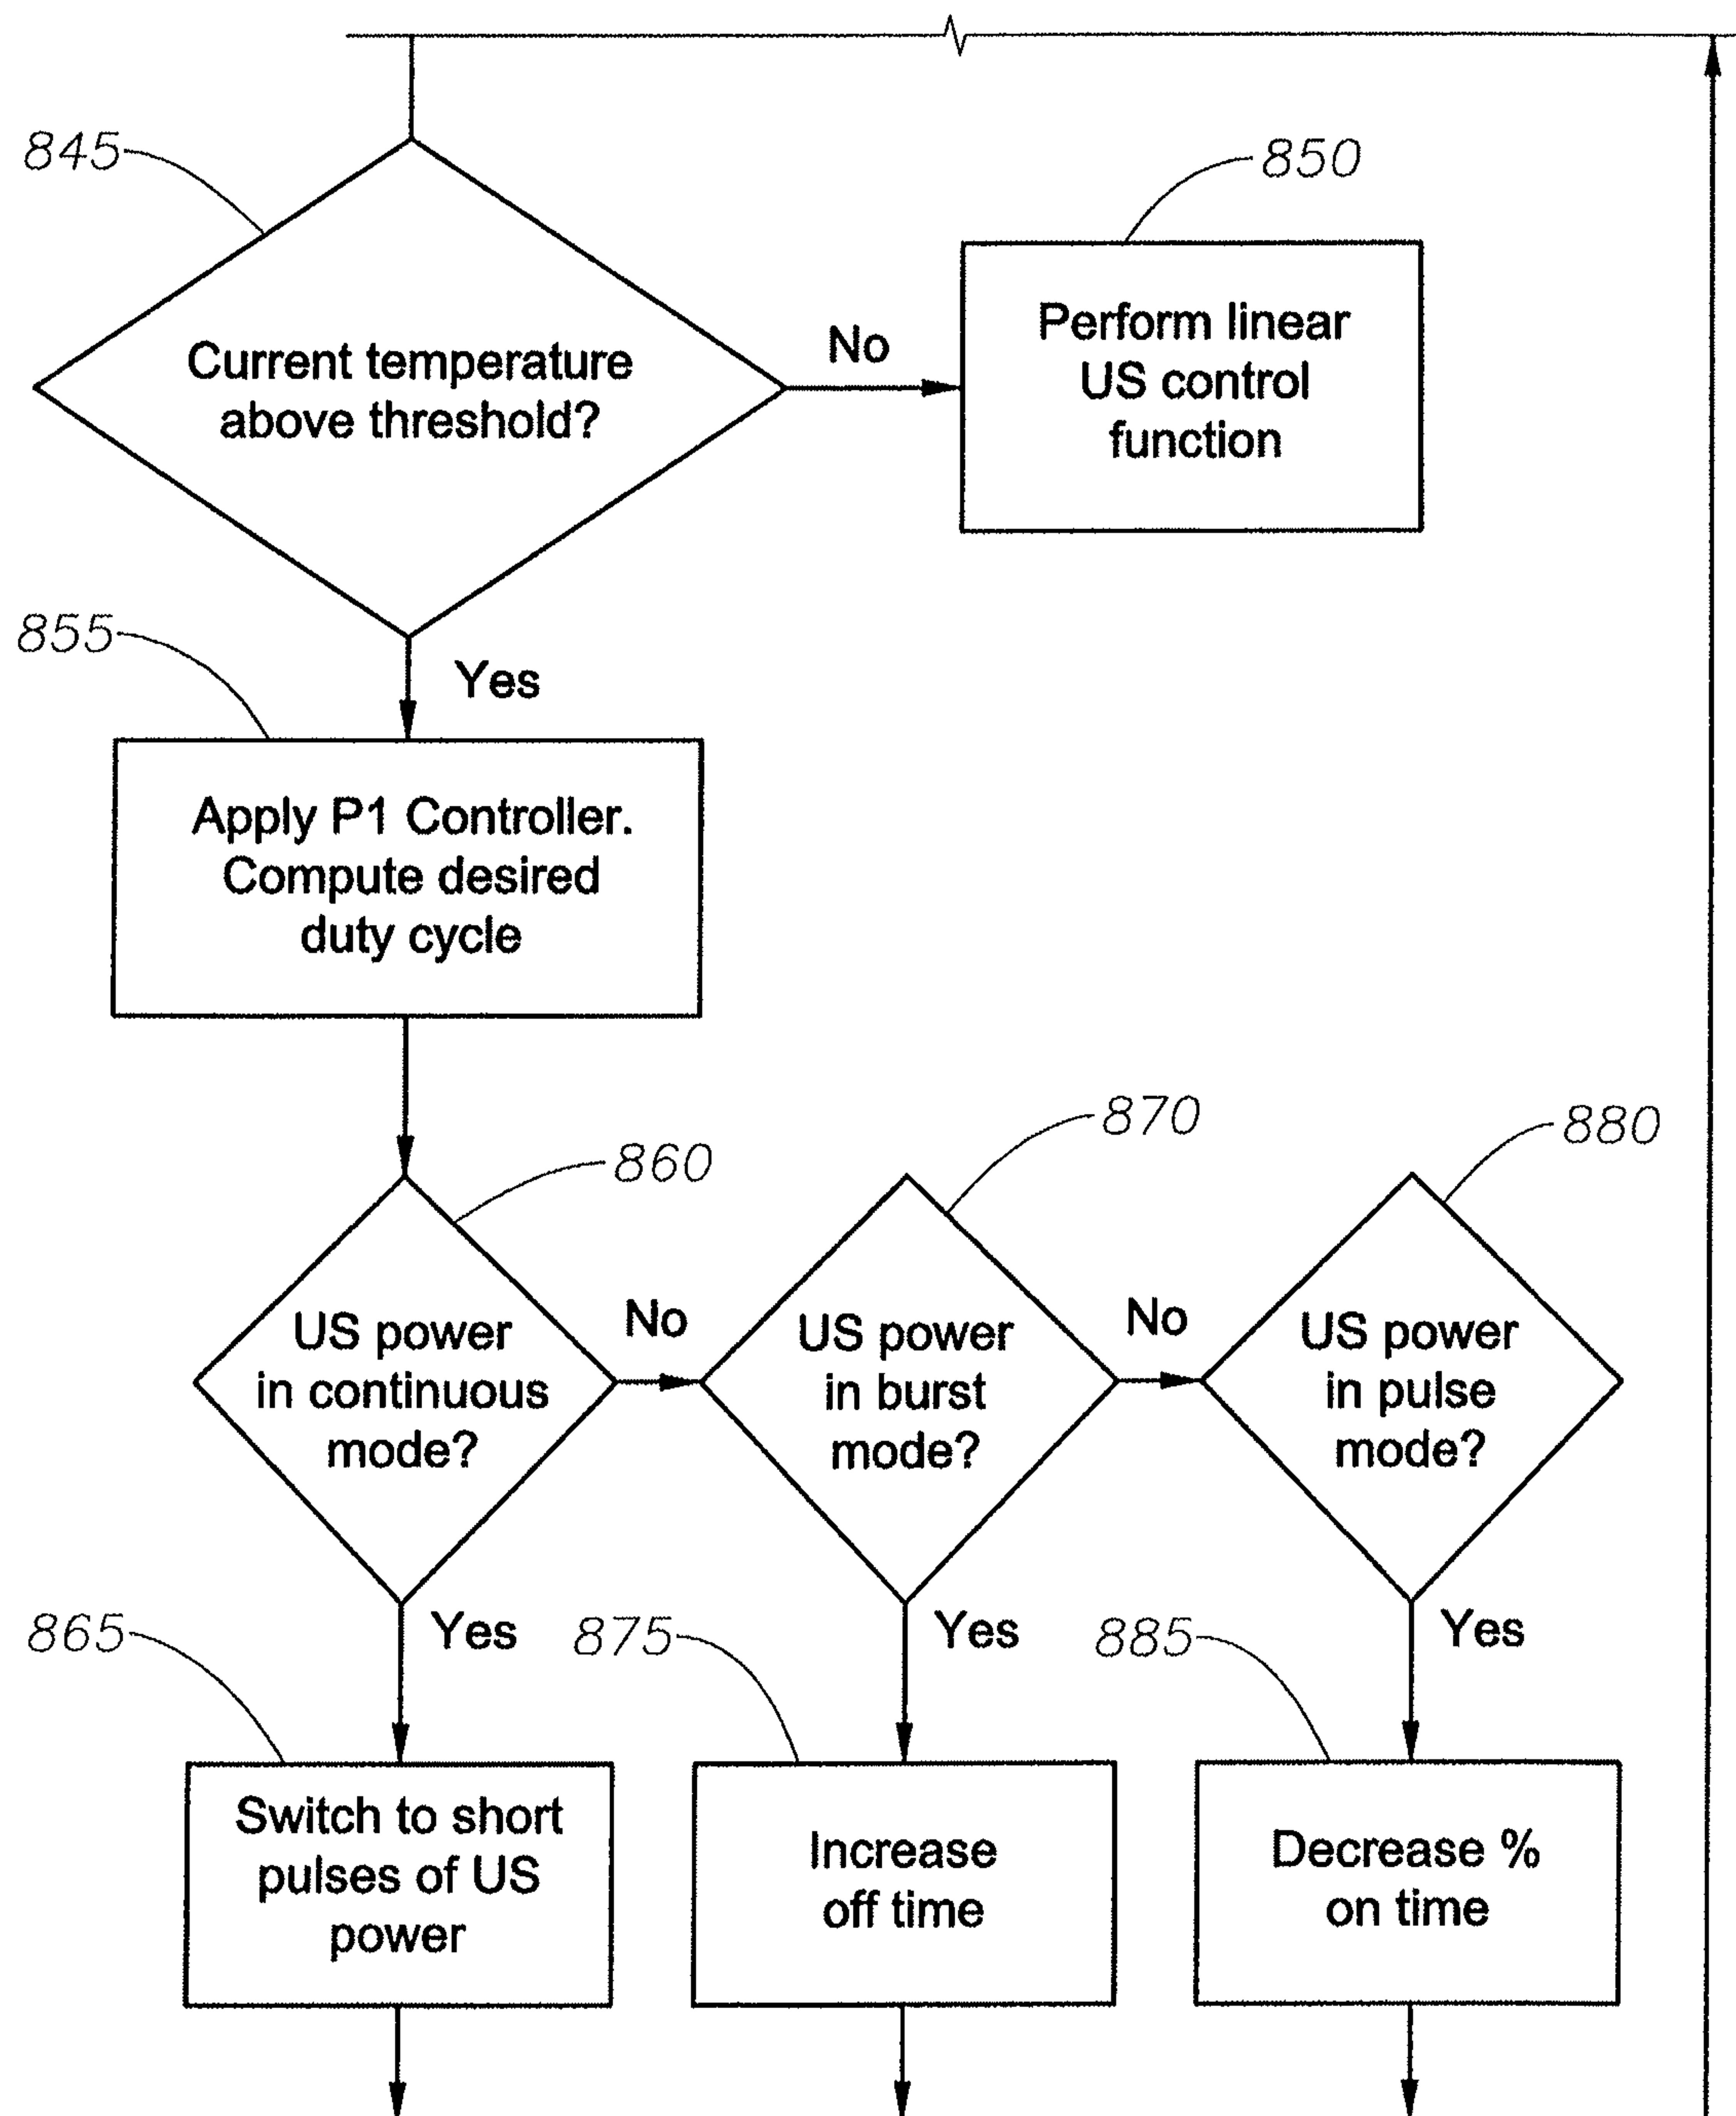 845
850
Current temperature
above threshold?
No
Perform linear
US control
function
855
Yes
Apply P1 Controller.
Compute desired
duty cycle
860
870
880
US power
in continuous
mode?
No
US power
in burst
mode?
No
US power
in pulse
mode?
865
Yes
875
Yes
885
Yes
Switch to short
pulses of US
power
Increase
off time
Decrease %
on time